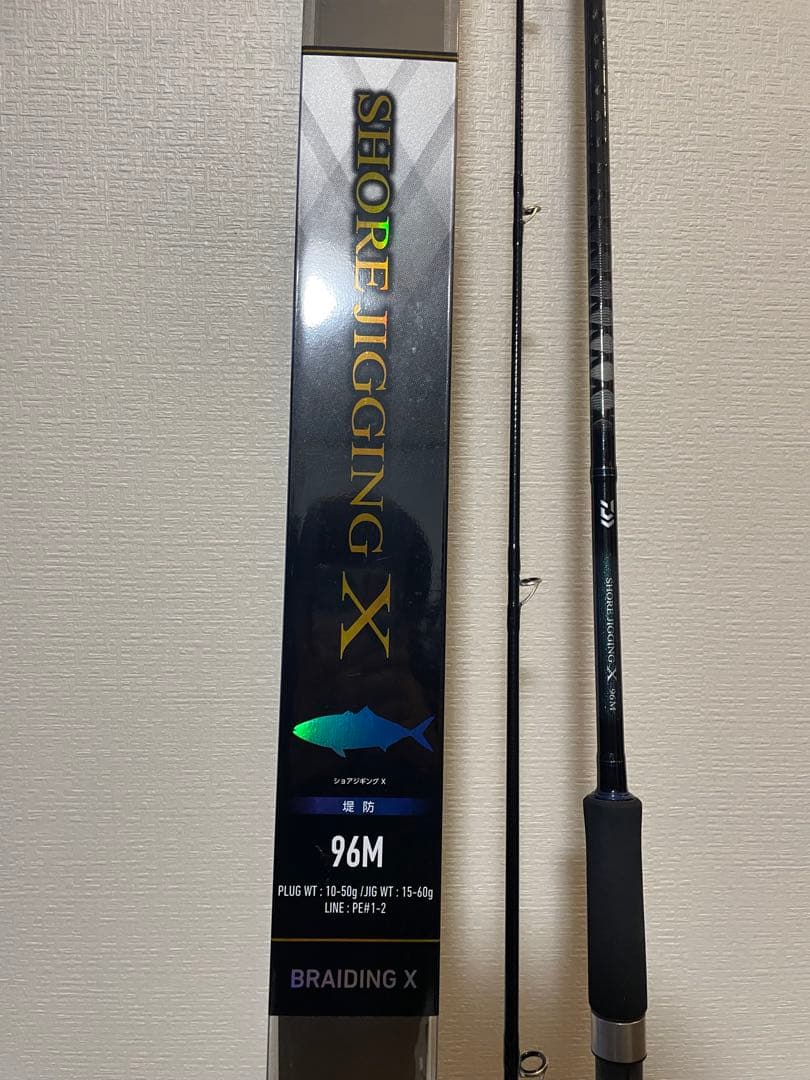 SHORE JIGGING X
ショアジギング X
堤防
96M
PLUG WT : 10-50g /JIG WT : 15-60g
LINE : PE#1-2
BRAIDING X
SHORE JIGGING X 96M